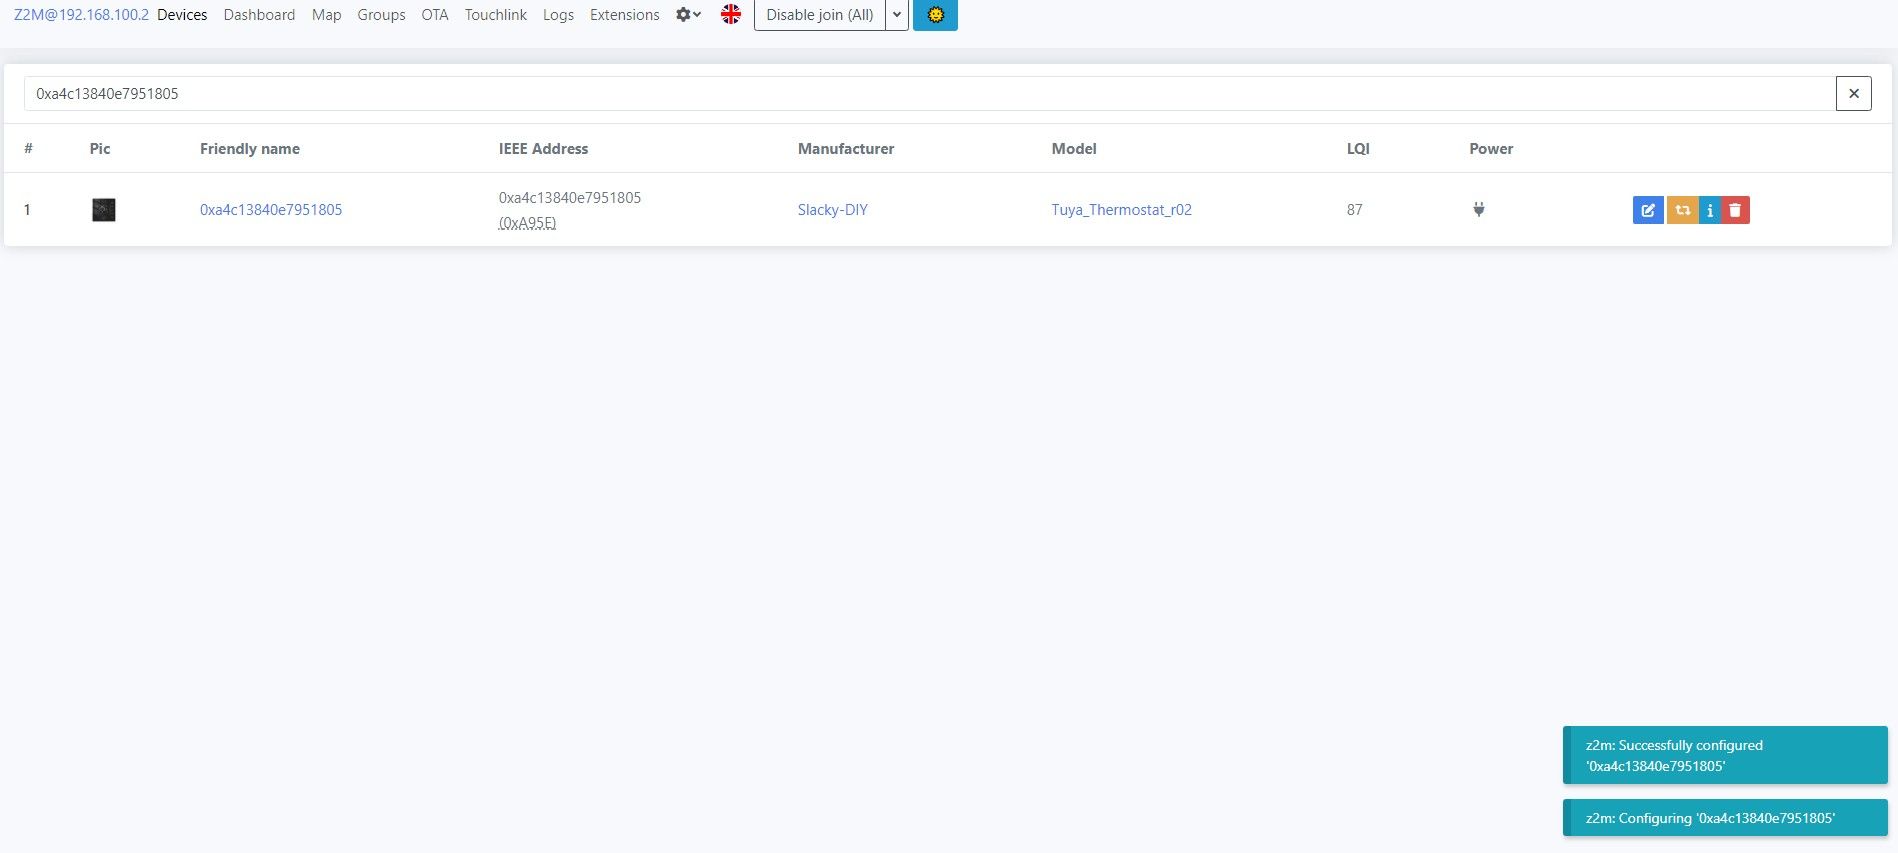 Z2M@192.168.100.2 Devices Dashboard Map Groups OTA Touchlink Logs Extensions Disable join (All)
0xa4c13840e7951805
# Pic Friendly name IEEE Address Manufacturer Model LQI Power
1 0xa4c13840e7951805 0xa4c13840e7951805 Slacky-DIY Tuya_Thermostat_r02 87
(0xA95E)
z2m: Successfully configured
'0xa4c13840e7951805'
z2m: Configuring '0xa4c13840e7951805'